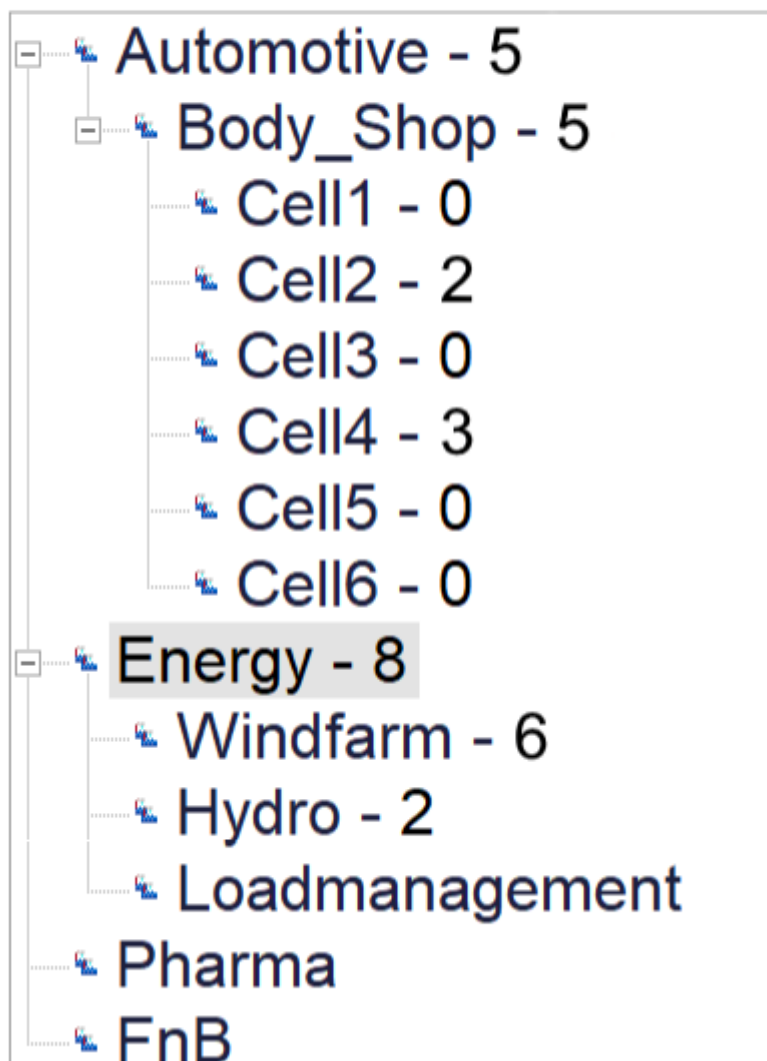 Automotive - 5
Body_Shop - 5
Cell1 - 0
Cell2 - 2
Cell3 - 0
Cell4 - 3
Cell5 - 0
Cell6 - 0
Energy - 8
Windfarm - 6
Hydro - 2
Loadmanagement
Pharma
FnB